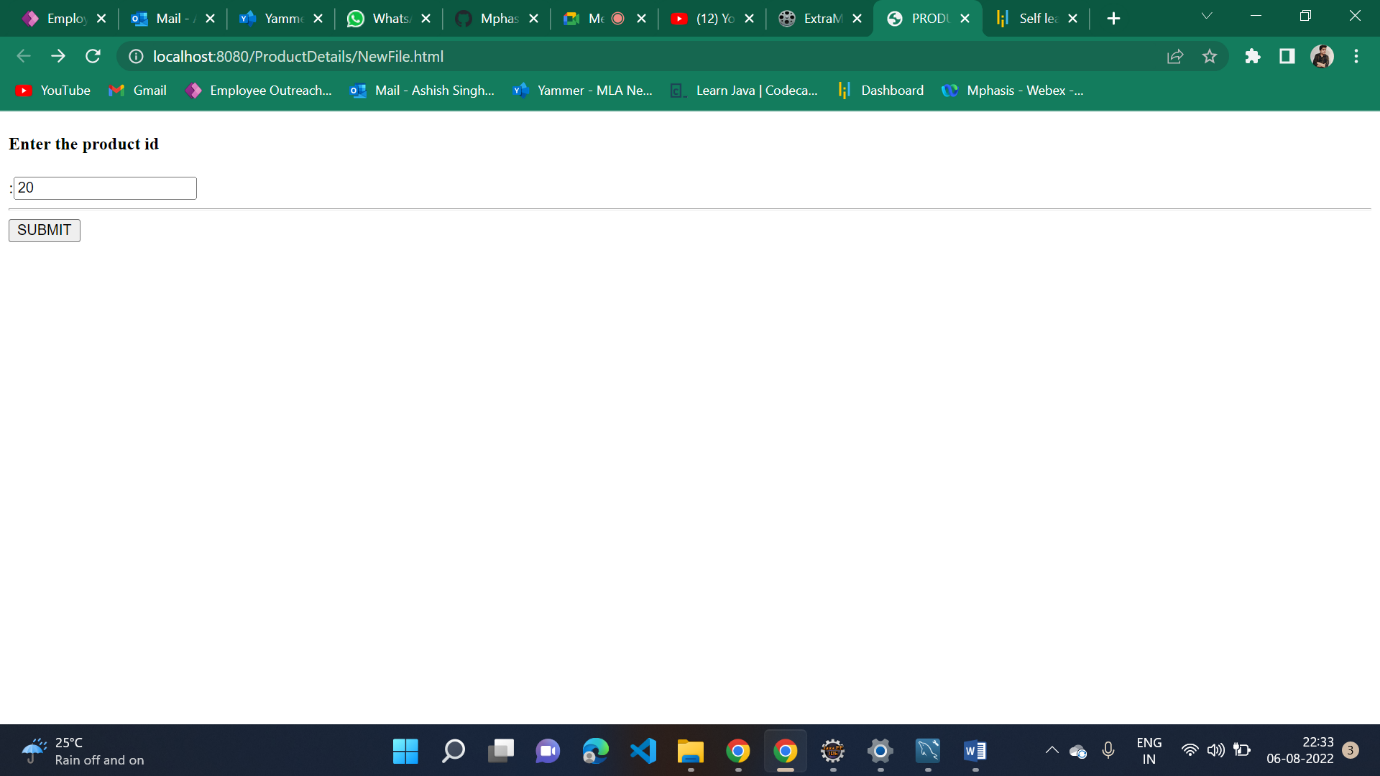 Employ
Mail - A
Yamme
Whats
Mphas
Me
(12) Yo
ExtraM
PRODU
Self lea
localhost:8080/ProductDetails/NewFile.html
YouTube
Gmail
Employee Outreach...
Mail - Ashish Singh...
Yammer - MLA Ne...
Learn Java | Codeca...
Dashboard
Mphasis - Webex -...
Enter the product id
:20
SUBMIT
25°C
Rain off and on
ENG
IN
22:33
06-08-2022
3